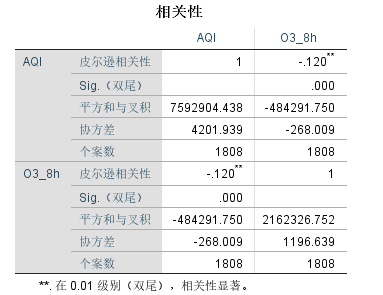 相关性
AQI O3_8h
AQI 皮尔逊相关性 1 -.120**
Sig.（双尾） .000
平方和与叉积 7592904.438 -484291.750
协方差 4201.939 -268.009
个案数 1808 1808
O3_8h 皮尔逊相关性 -.120** 1
Sig.（双尾） .000
平方和与叉积 -484291.750 2162326.752
协方差 -268.009 1196.639
个案数 1808 1808
**. 在 0.01 级别（双尾），相关性显著。